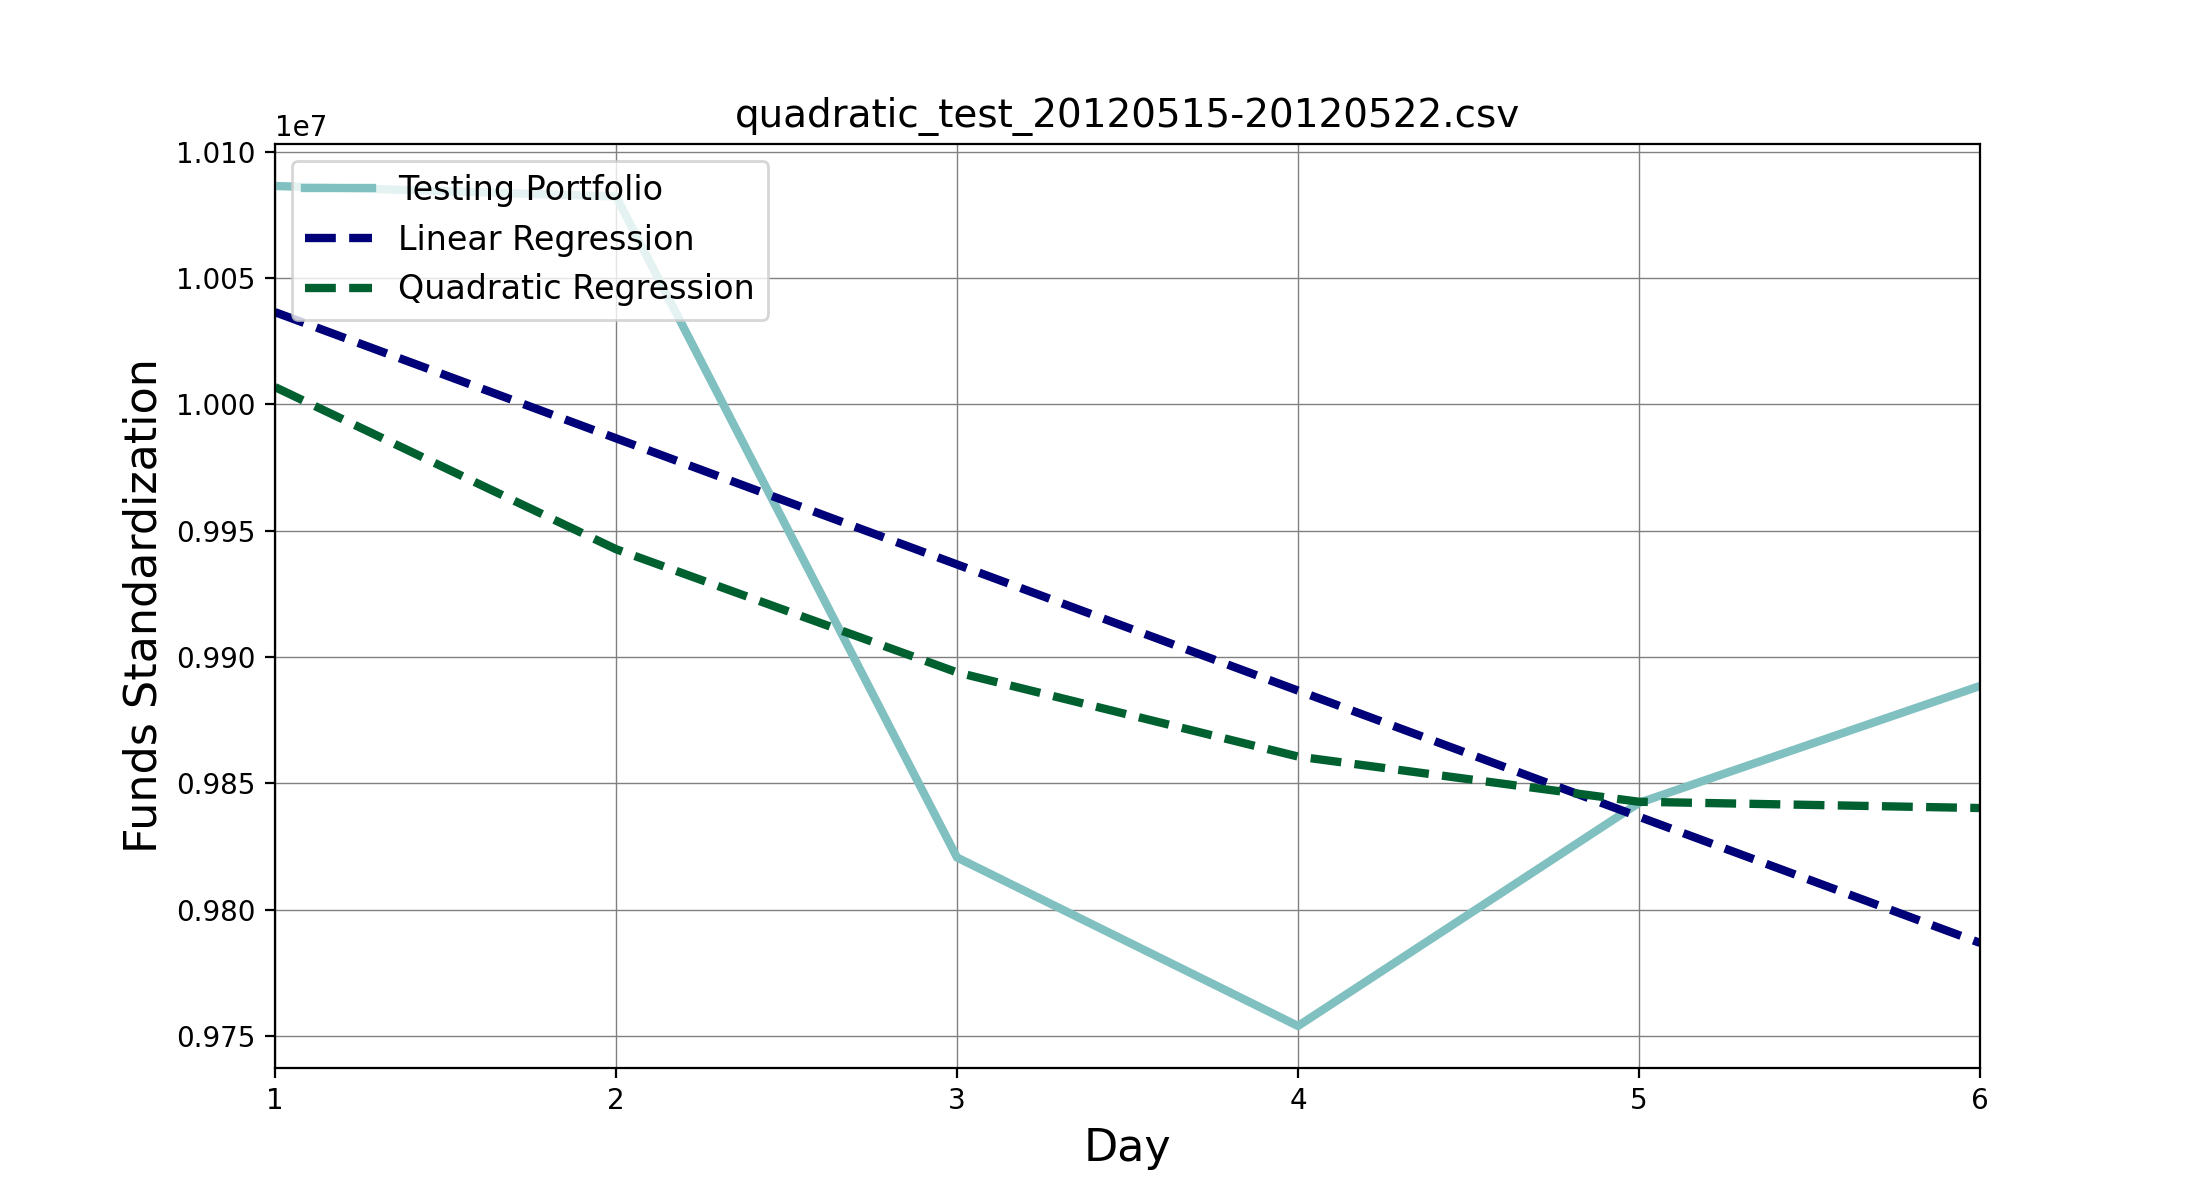 quadratic_test_20120515-20120522.csv
1e7
1.010
1.005
1.000
0.995
0.990
0.985
0.980
0.975
Funds Standardization
Testing Portfolio
Linear Regression
Quadratic Regression
1 2 3 4 5 6
Day